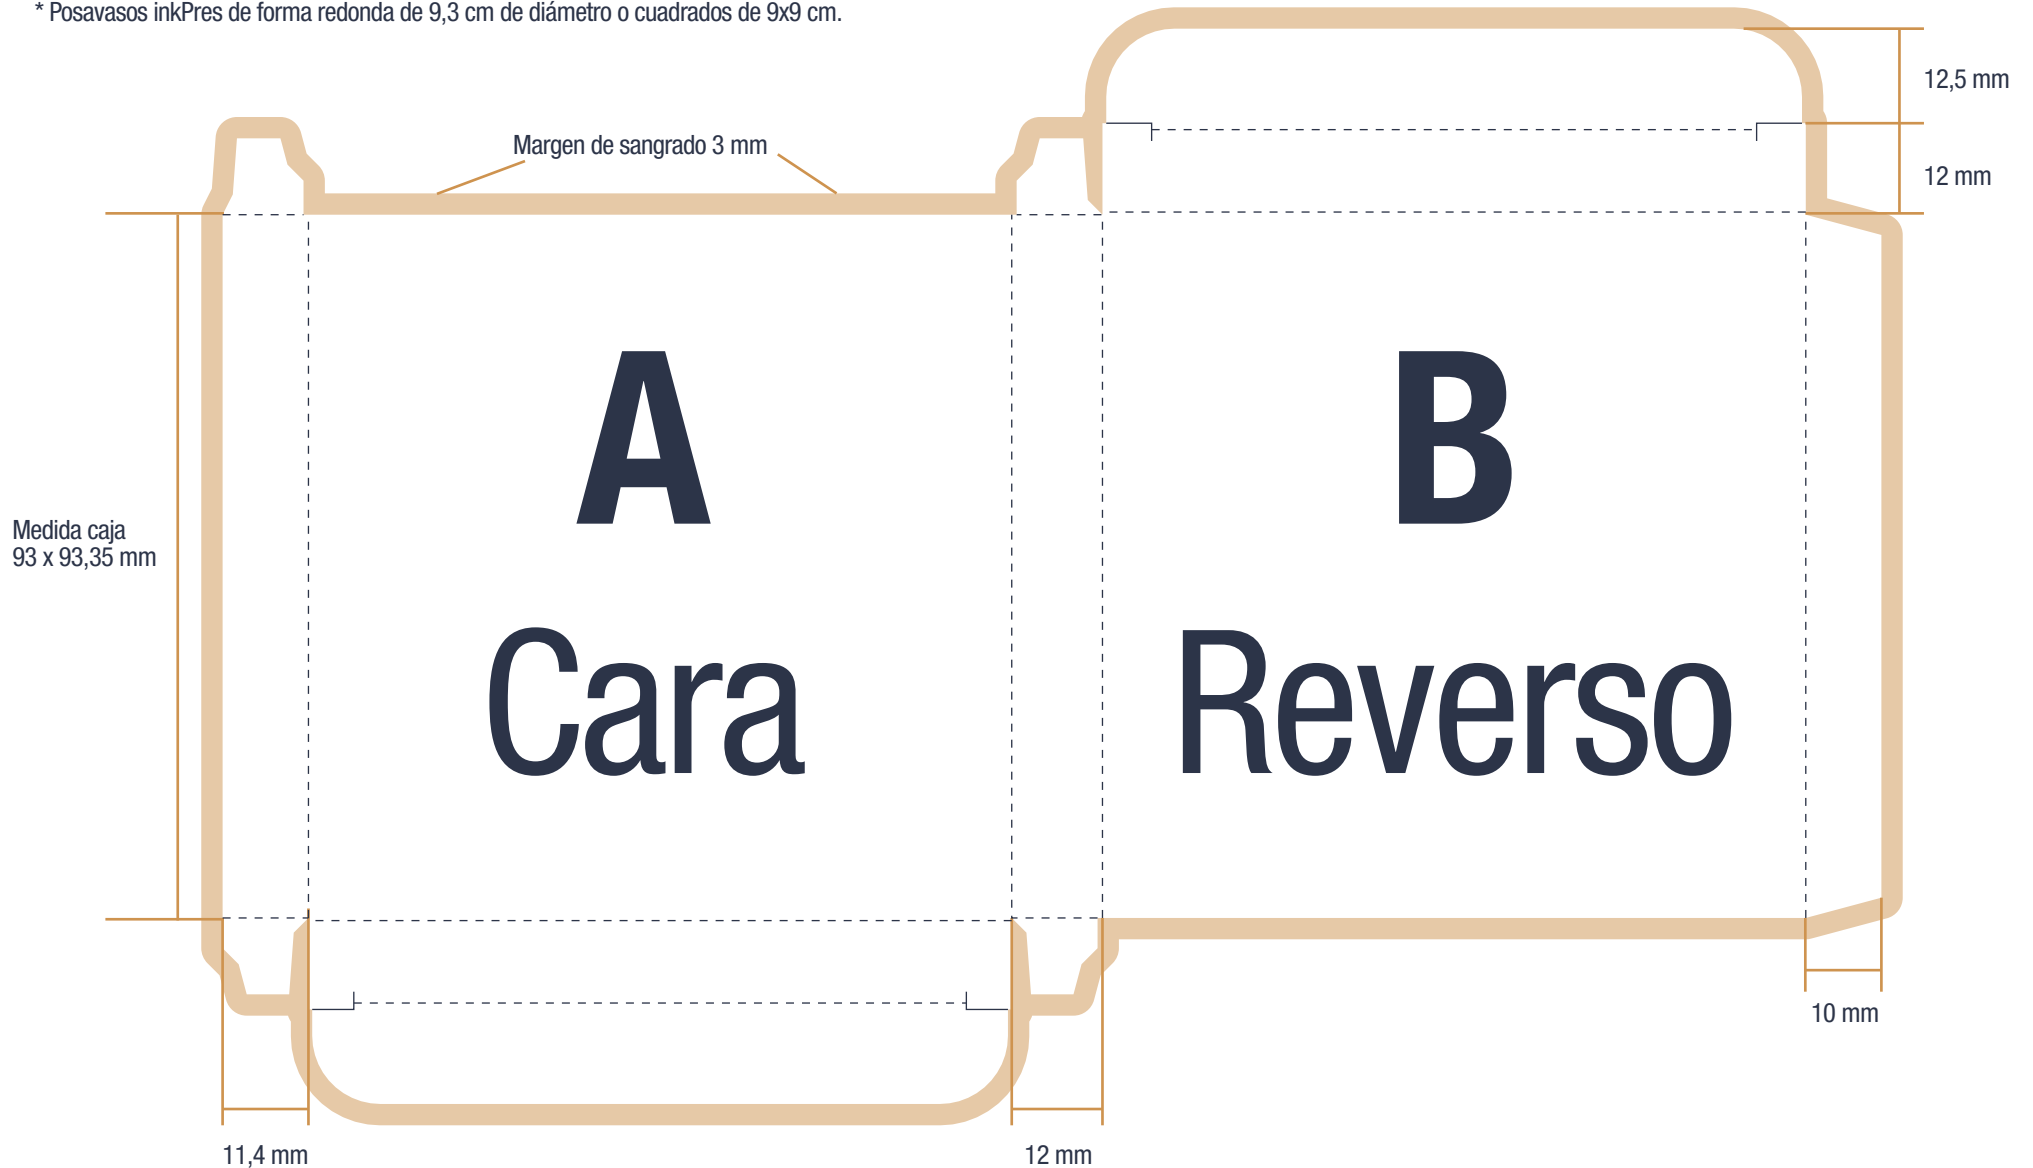 * Posavasos inkPres de forma redonda de 9,3 cm de diámetro o cuadrados de 9x9 cm.
12,5 mm
Margen de sangrado 3 mm
12 mm
A
B
Medida caja
93 x 93,35 mm
Cara
Reverso
10 mm
11,4 mm
12 mm